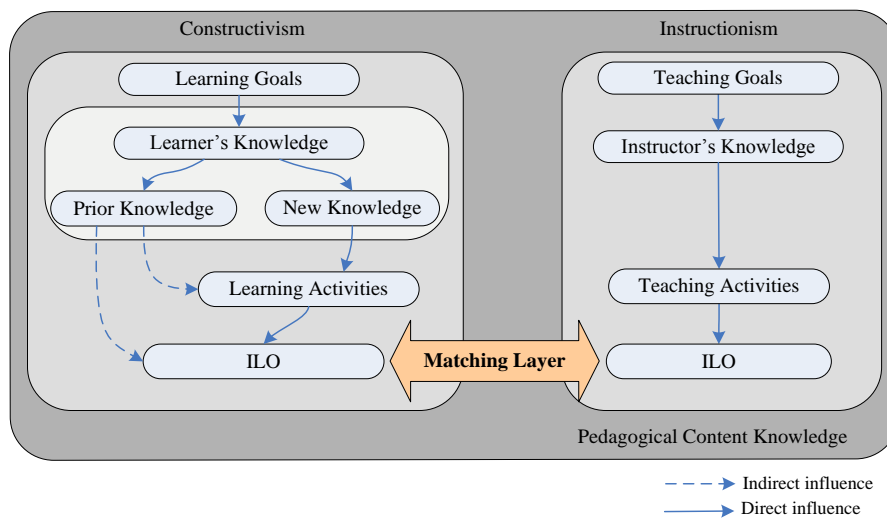 Constructivism
Instructionism
Learning Goals
Teaching Goals
Learner's Knowledge
Instructor's Knowledge
Prior Knowledge
New Knowledge
Learning Activities
Teaching Activities
ILO
Matching Layer
ILO
Pedagogical Content Knowledge
Indirect influence
Direct influence